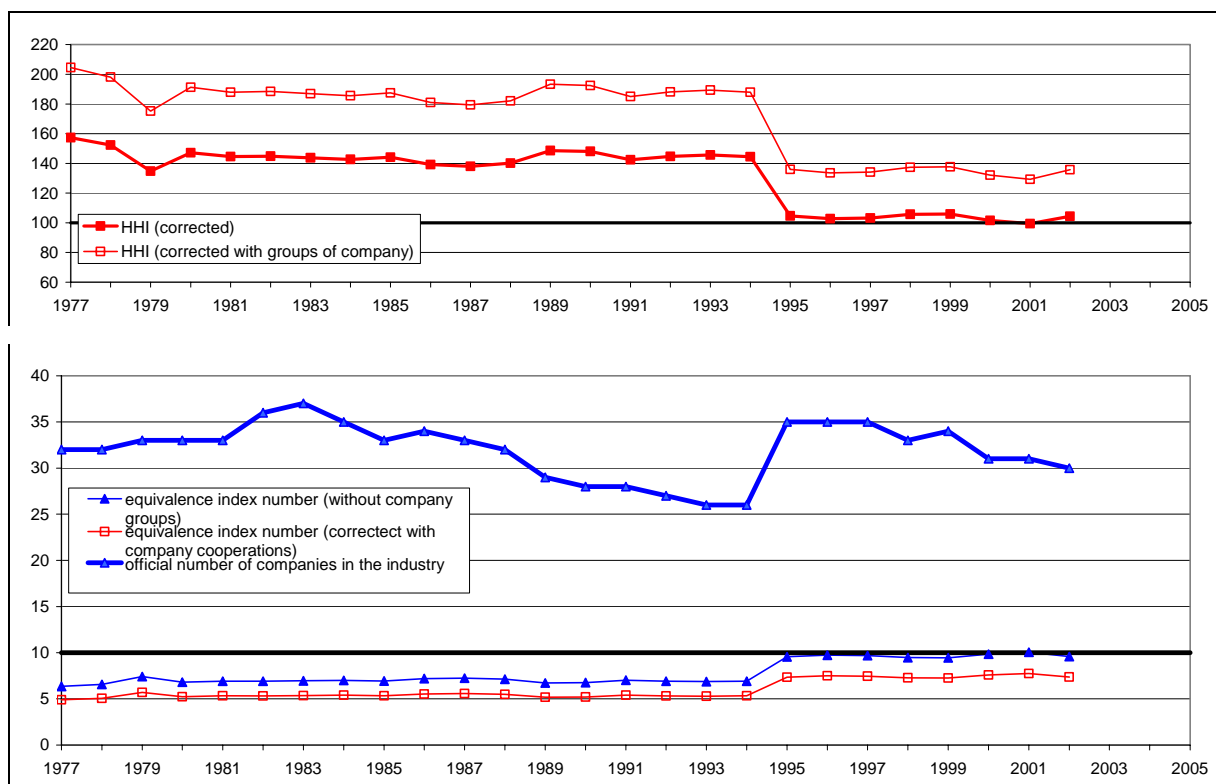 220
200
180
160
140
120
100
80
60
HHI (corrected)
HHI (corrected with groups of company)
1977 1979 1981 1983 1985 1987 1989 1991 1993 1995 1997 1999 2001 2003 2005
40
35
30
25
20
15
10
5
0
equivalence index number (without company
groups)
equivalence index number (correctect with
company cooperations)
official number of companies in the industry
1977 1979 1981 1983 1985 1987 1989 1991 1993 1995 1997 1999 2001 2003 2005